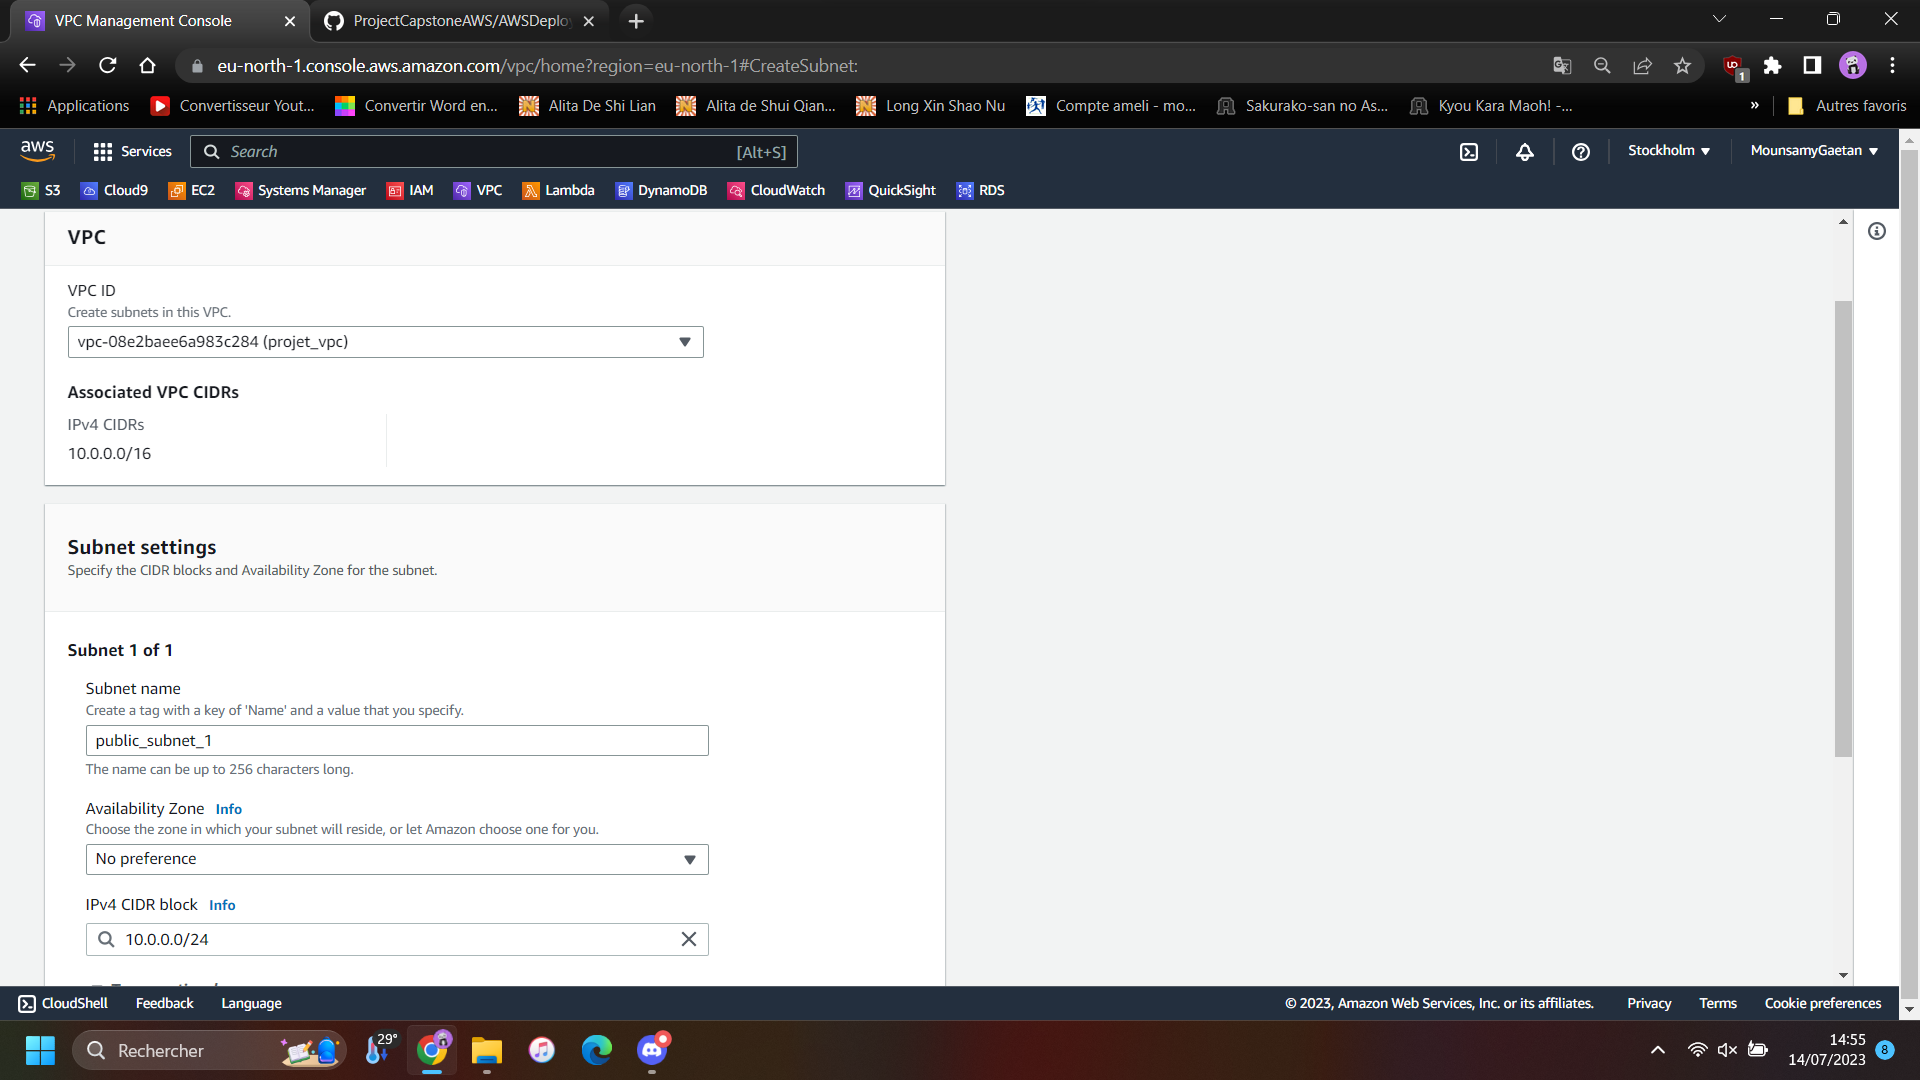 VPC Management Console
ProjectCapstoneAWS/AWSDeplo
eu-north-1.console.aws.amazon.com/vpc/home?region=eu-north-1#CreateSubnet:
1
Applications
Convertisseur Yout...
Convertir Word en...
Alita De Shi Lian
Alita de Shui Qian...
Long Xin Shao Nu
Compte ameli - mo...
Sakurako-san no As...
Kyou Kara Maoh! -...
»
Autres favoris
aws
Services
Search
[Alt+S]
Stockholm
MounsamyGaetan
S3
Cloud9
EC2
Systems Manager
IAM
VPC
Lambda
DynamoDB
CloudWatch
QuickSight
RDS
VPC
VPC ID
Create subnets in this VPC.
vpc-08e2baee6a983c284 (projet_vpc)
Associated VPC CIDRs
IPv4 CIDRs
10.0.0.0/16
Subnet settings
Specify the CIDR blocks and Availability Zone for the subnet.
Subnet 1 of 1
Subnet name
Create a tag with a key of 'Name' and a value that you specify.
public_subnet_1
The name can be up to 256 characters long.
Availability Zone Info
Choose the zone in which your subnet will reside, or let Amazon choose one for you.
No preference
IPv4 CIDR block Info
10.0.0.0/24
CloudShell
Feedback
Language
© 2023, Amazon Web Services, Inc. or its affiliates.
Privacy
Terms
Cookie preferences
Rechercher
29°
14:55
14/07/2023
8